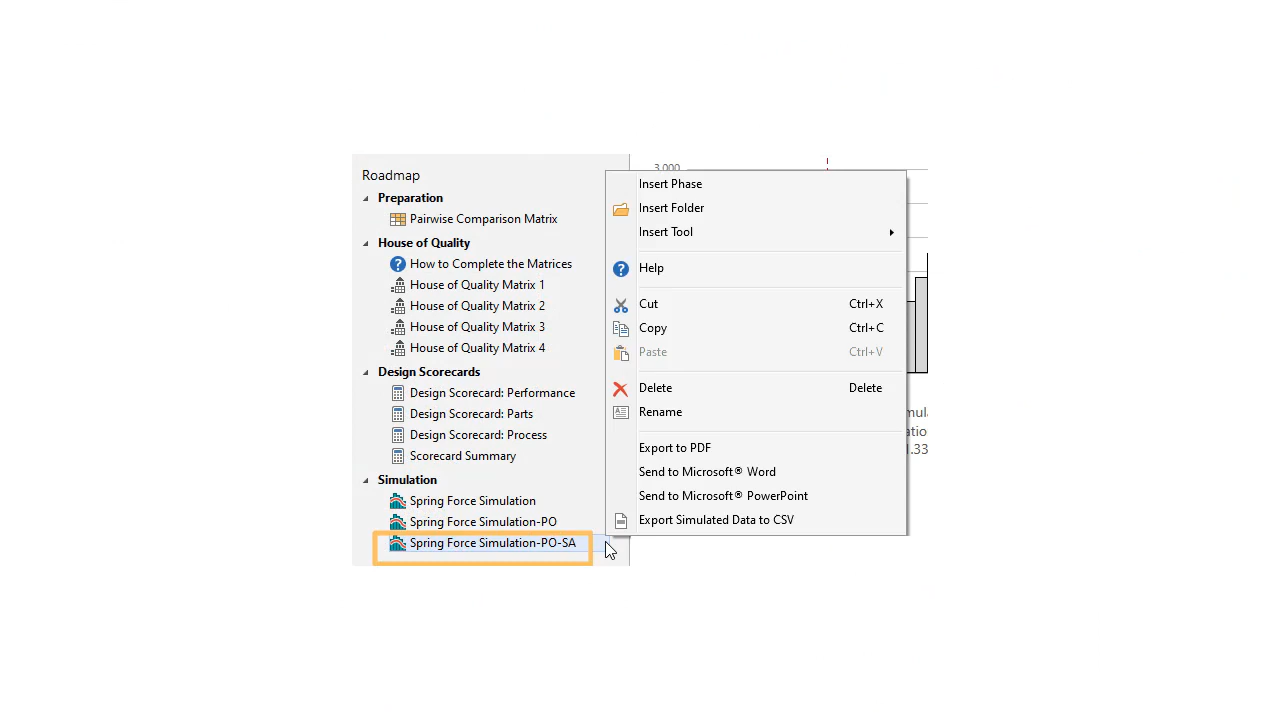 Roadmap
Preparation
Pairwise Comparison Matrix
House of Quality
How to Complete the Matrices
House of Quality Matrix 1
House of Quality Matrix 2
House of Quality Matrix 3
House of Quality Matrix 4
Design Scorecards
Design Scorecard: Performance
Design Scorecard: Parts
Design Scorecard: Process
Scorecard Summary
Simulation
Spring Force Simulation
Spring Force Simulation-PO
Spring Force Simulation-PO-SA
3,000
Insert Phase
Insert Folder
Insert Tool
Help
Cut Ctrl+X
Copy Ctrl+C
Paste Ctrl+V
Delete Delete
Rename
Export to PDF
Send to Microsoft® Word
Send to Microsoft® PowerPoint
Export Simulated Data to CSV